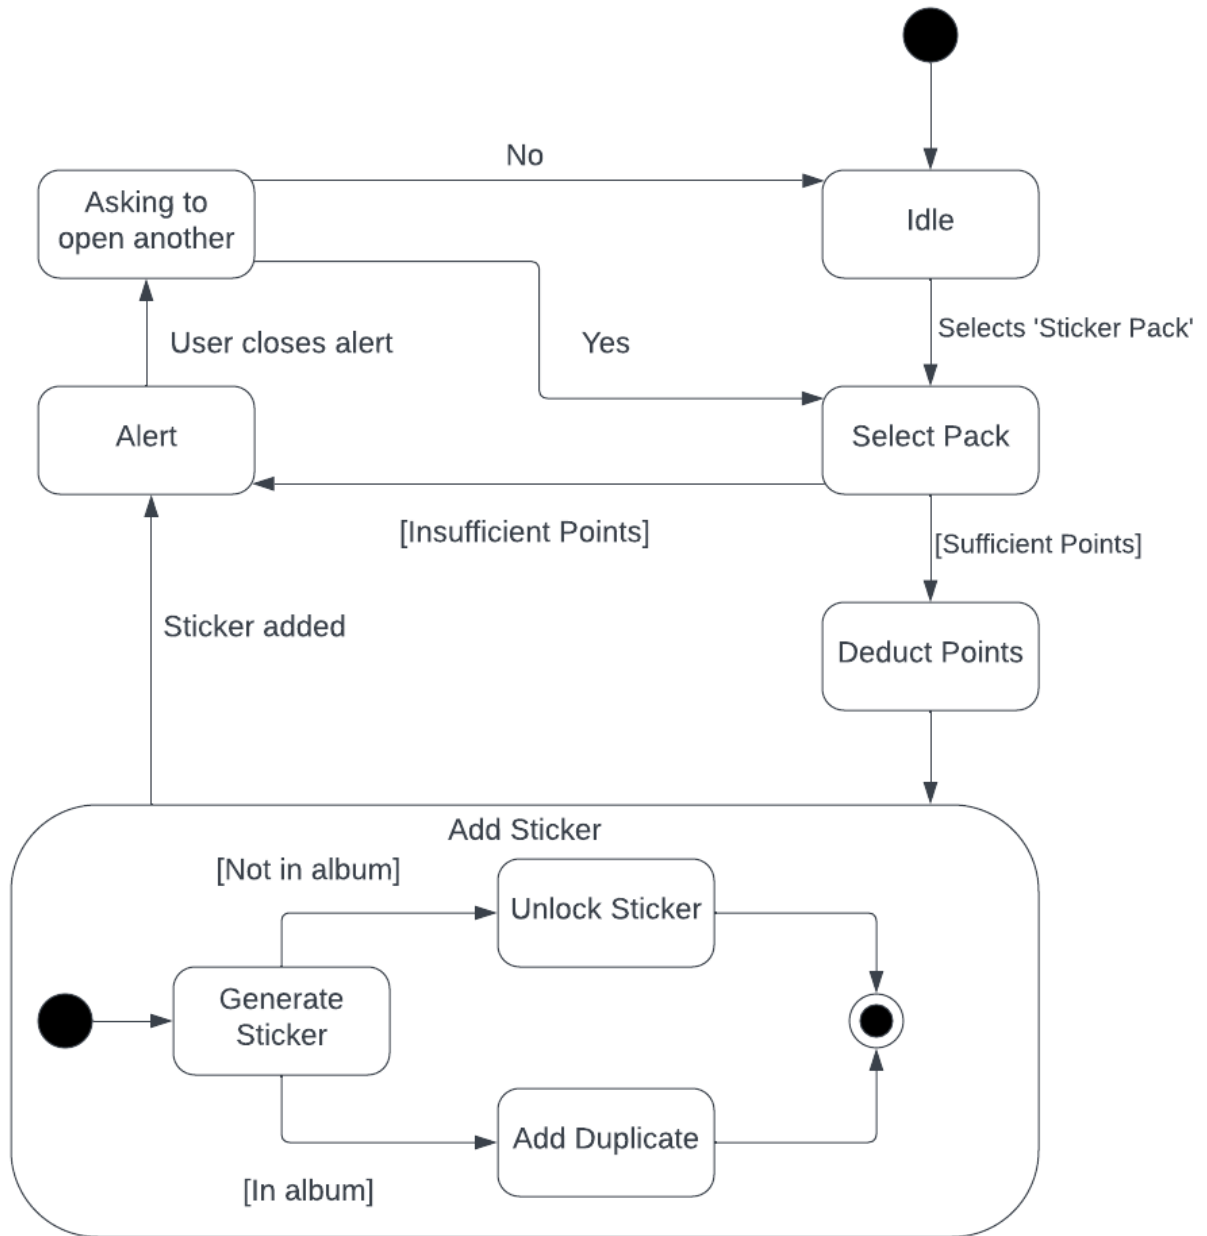 No
Asking to
open another
Idle
User closes alert
Yes
Selects 'Sticker Pack'
Alert
Select Pack
[Insufficient Points]
[Sufficient Points]
Sticker added
Deduct Points
Add Sticker
[Not in album]
Unlock Sticker
Generate
Sticker
Add Duplicate
[In album]